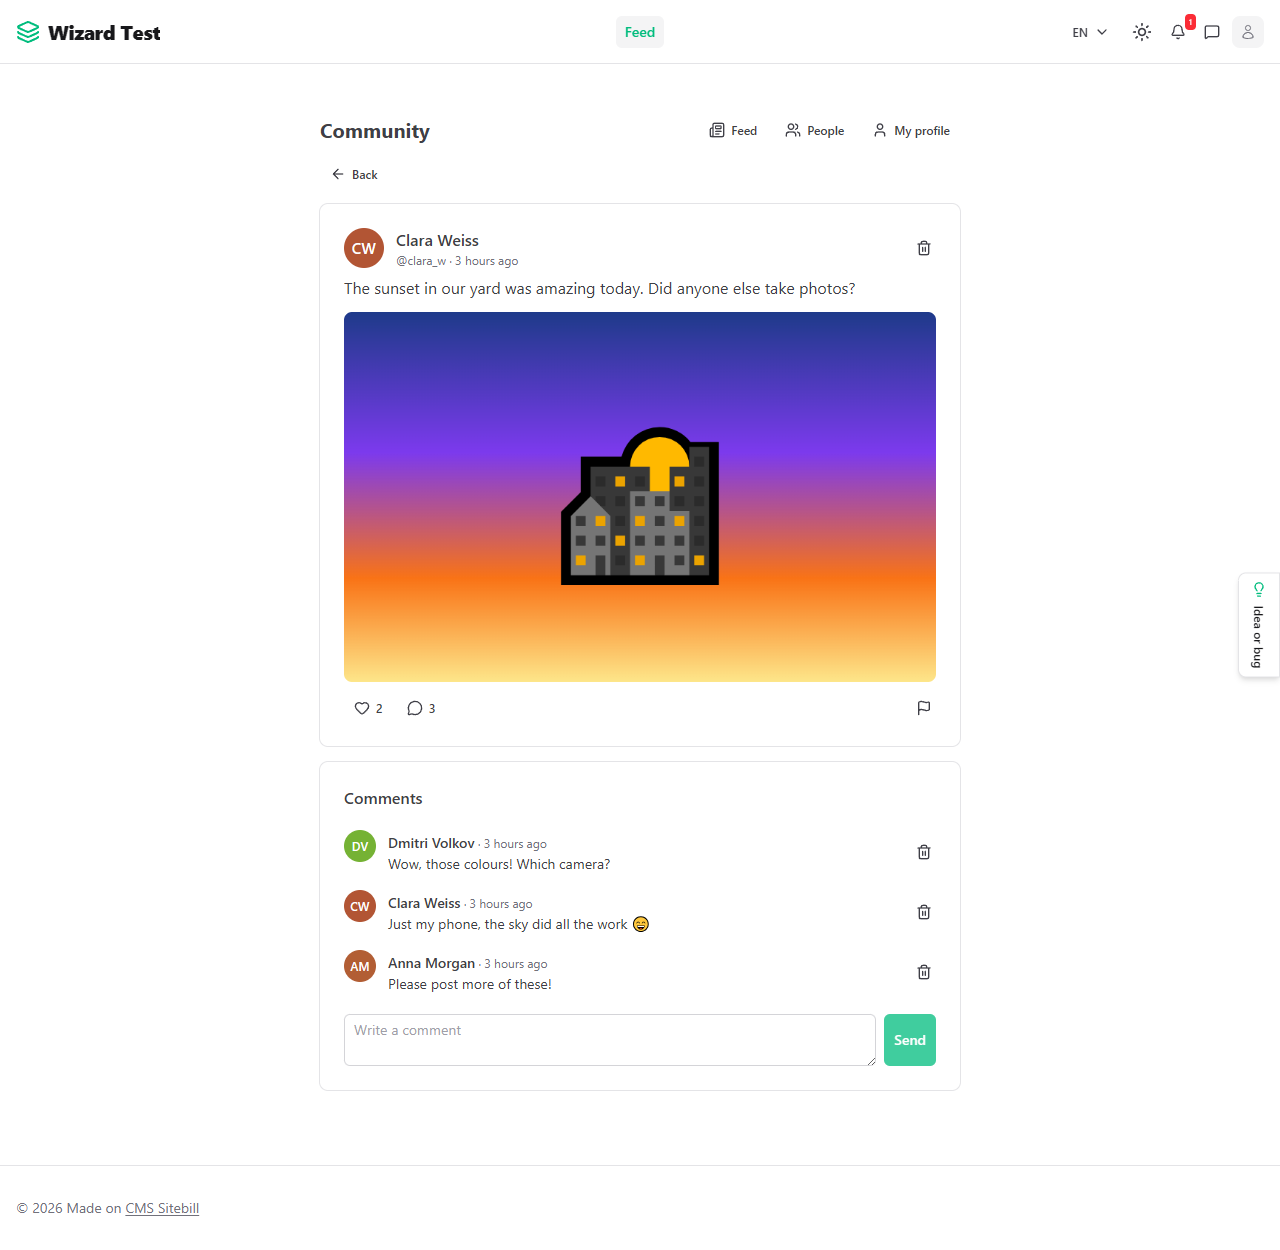 Wizard Test
Feed
EN
1
Community
Feed
People
My profile
Back
CW
Clara Weiss
@clara_w · 3 hours ago
The sunset in our yard was amazing today. Did anyone else take photos?
2
3
Idea or bug
Comments
DV
Dmitri Volkov · 3 hours ago
Wow, those colours! Which camera?
CW
Clara Weiss · 3 hours ago
Just my phone, the sky did all the work 😄
AM
Anna Morgan · 3 hours ago
Please post more of these!
Write a comment
Send
© 2026 Made on CMS Sitebill